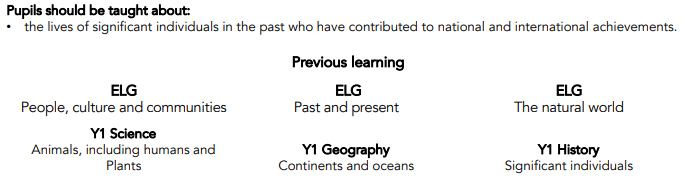 Pupils should be taught about:
• the lives of significant individuals in the past who have contributed to national and international achievements.
Previous learning
ELG
People, culture and communities
ELG
Past and present
ELG
The natural world
Y1 Science
Animals, including humans and
Plants
Y1 Geography
Continents and oceans
Y1 History
Significant individuals